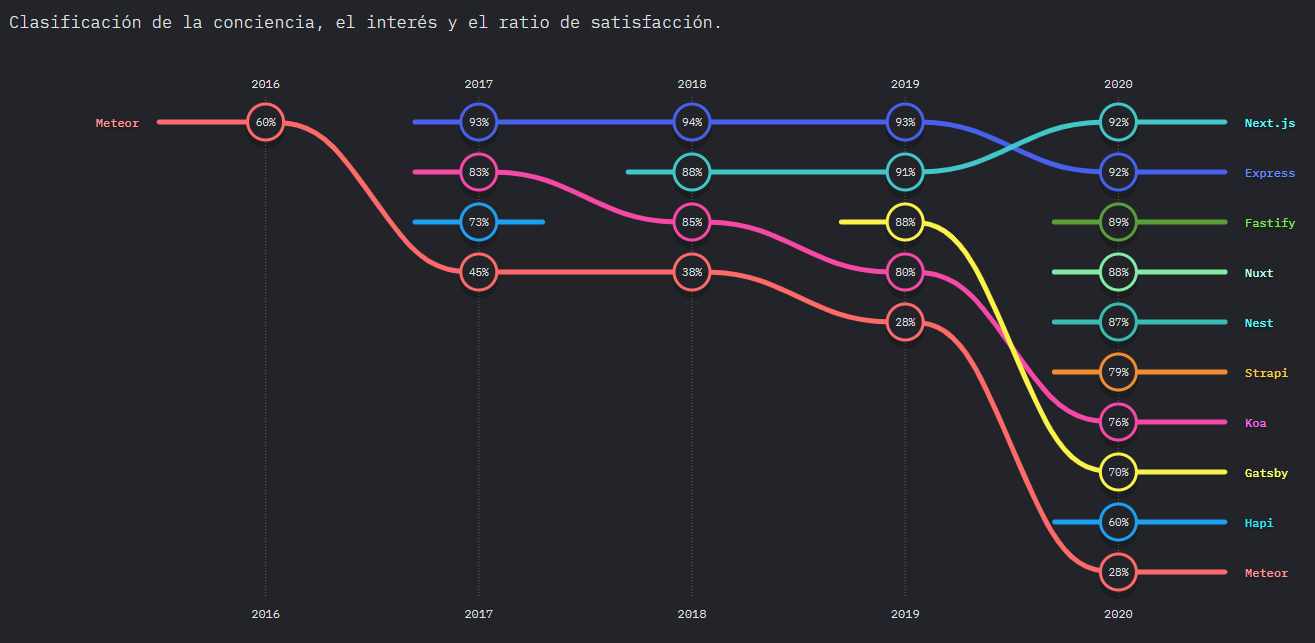 Clasificación de la conciencia, el interés y el ratio de satisfacción.
2016 2017 2018 2019 2020
Meteor 60% 93% 94% 93% 92% Next.js
83% 88% 91% 92% Express
73% 85% 88% 89% Fastify
45% 38% 80% 88% Nuxt
28% 87% Nest
79% Strapi
76% Koa
70% Gatsby
60% Hapi
28% Meteor
2016 2017 2018 2019 2020